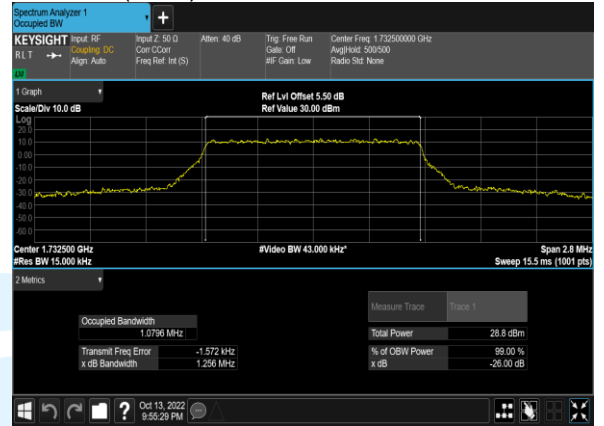 Spectrum Analyzer 1
Occupied BW
KEYSIGHT
RLT
LV
Input: RF
Coupling: DC
Align: Auto
Input Z: 50 Ω
Corr CCorr
Freq Ref: Int (S)
Atten: 40 dB
Trig: Free Run
Gate: Off
#IF Gain: Low
Center Freq: 1.732500000 GHz
Avg|Hold: 500/500
Radio Std: None
1 Graph
Scale/Div 10.0 dB
Ref Lvl Offset 5.50 dB
Ref Value 30.00 dBm
Log
20.0
10.0
0.00
-10.0
-20.0
-30.0
-40.0
-50.0
-60.0
Center 1.732500 GHz
#Video BW 43.000 kHz*
Span 2.8 MHz
#Res BW 15.000 kHz
Sweep 15.5 ms (1001 pts)
2 Metrics
Measure Trace Trace 1
Occupied Bandwidth
1.0796 MHz
Total Power 28.8 dBm
Transmit Freq Error -1.572 kHz
% of OBW Power 99.00 %
x dB Bandwidth 1.256 MHz
x dB -26.00 dB
?
Oct 13, 2022
9:55:29 PM